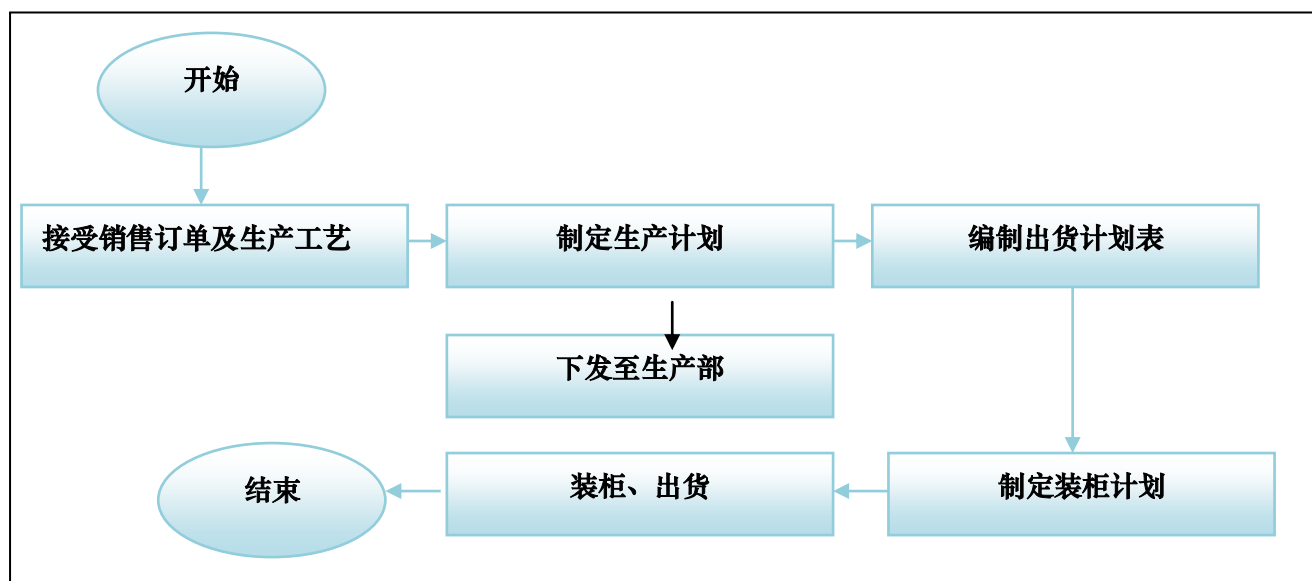 开始
接受销售订单及生产工艺
制定生产计划
编制出货计划表
下发至生产部
结束
装柜、出货
制定装柜计划